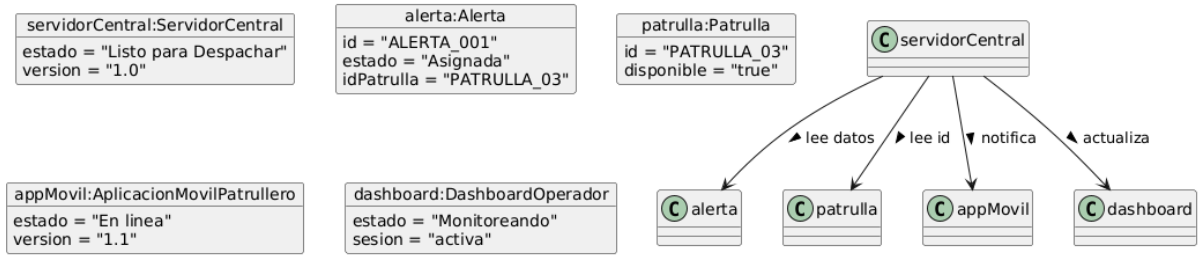 servidorCentral:ServidorCentral
estado = "Listo para Despachar"
version = "1.0"
alerta:Alerta
id = "ALERTA_001"
estado = "Asignada"
idPatrulla = "PATRULLA_03"
patrulla:Patrulla
id = "PATRULLA_03"
disponible = "true"
C servidorCentral
lee datos
lee id
notifica
actualiza
appMovil:AplicacionMovilPatrullero
estado = "En linea"
version = "1.1"
dashboard:DashboardOperador
estado = "Monitoreando"
sesion = "activa"
C alerta
C patrulla
C appMovil
C dashboard